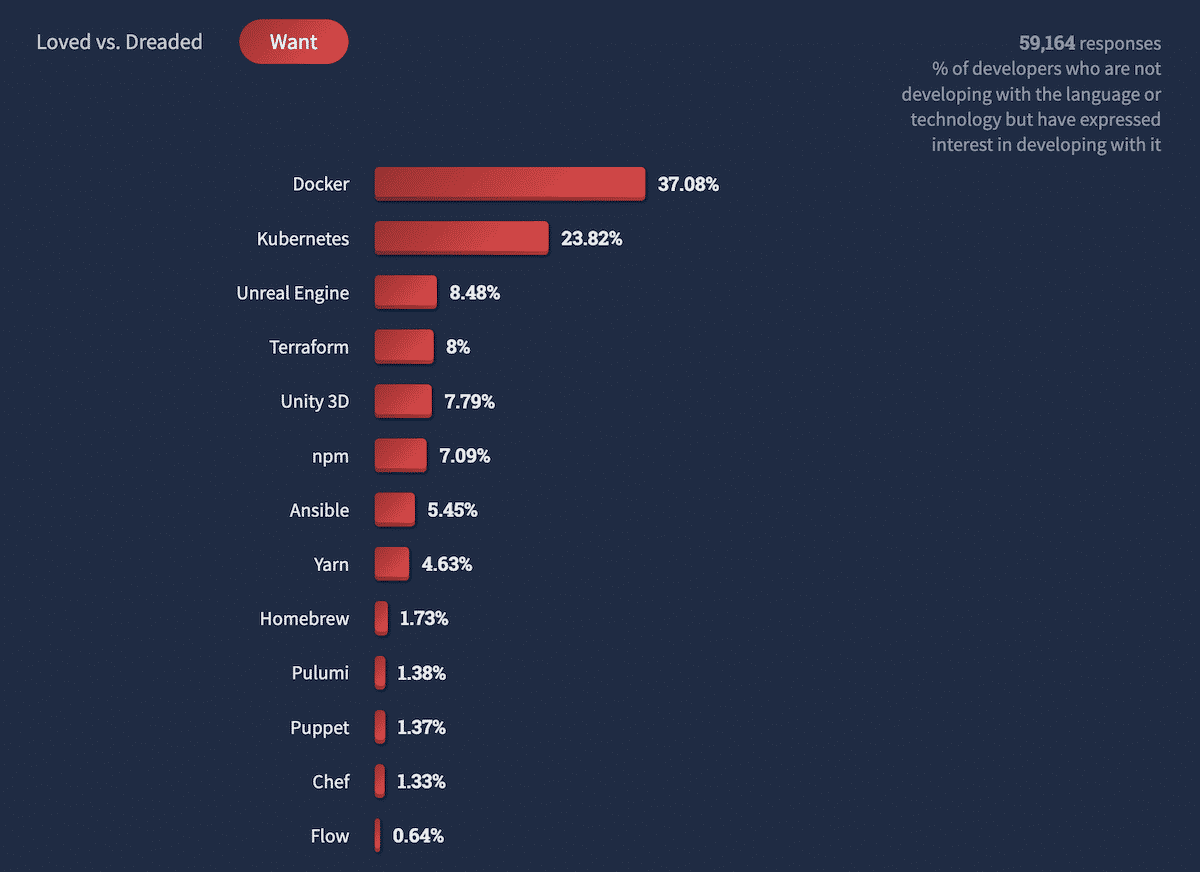 Loved vs. Dreaded Want
59,164 responses
% of developers who are not
developing with the language or
technology but have expressed
interest in developing with it
Docker 37.08%
Kubernetes 23.82%
Unreal Engine 8.48%
Terraform 8%
Unity 3D 7.79%
npm 7.09%
Ansible 5.45%
Yarn 4.63%
Homebrew 1.73%
Pulumi 1.38%
Puppet 1.37%
Chef 1.33%
Flow 0.64%